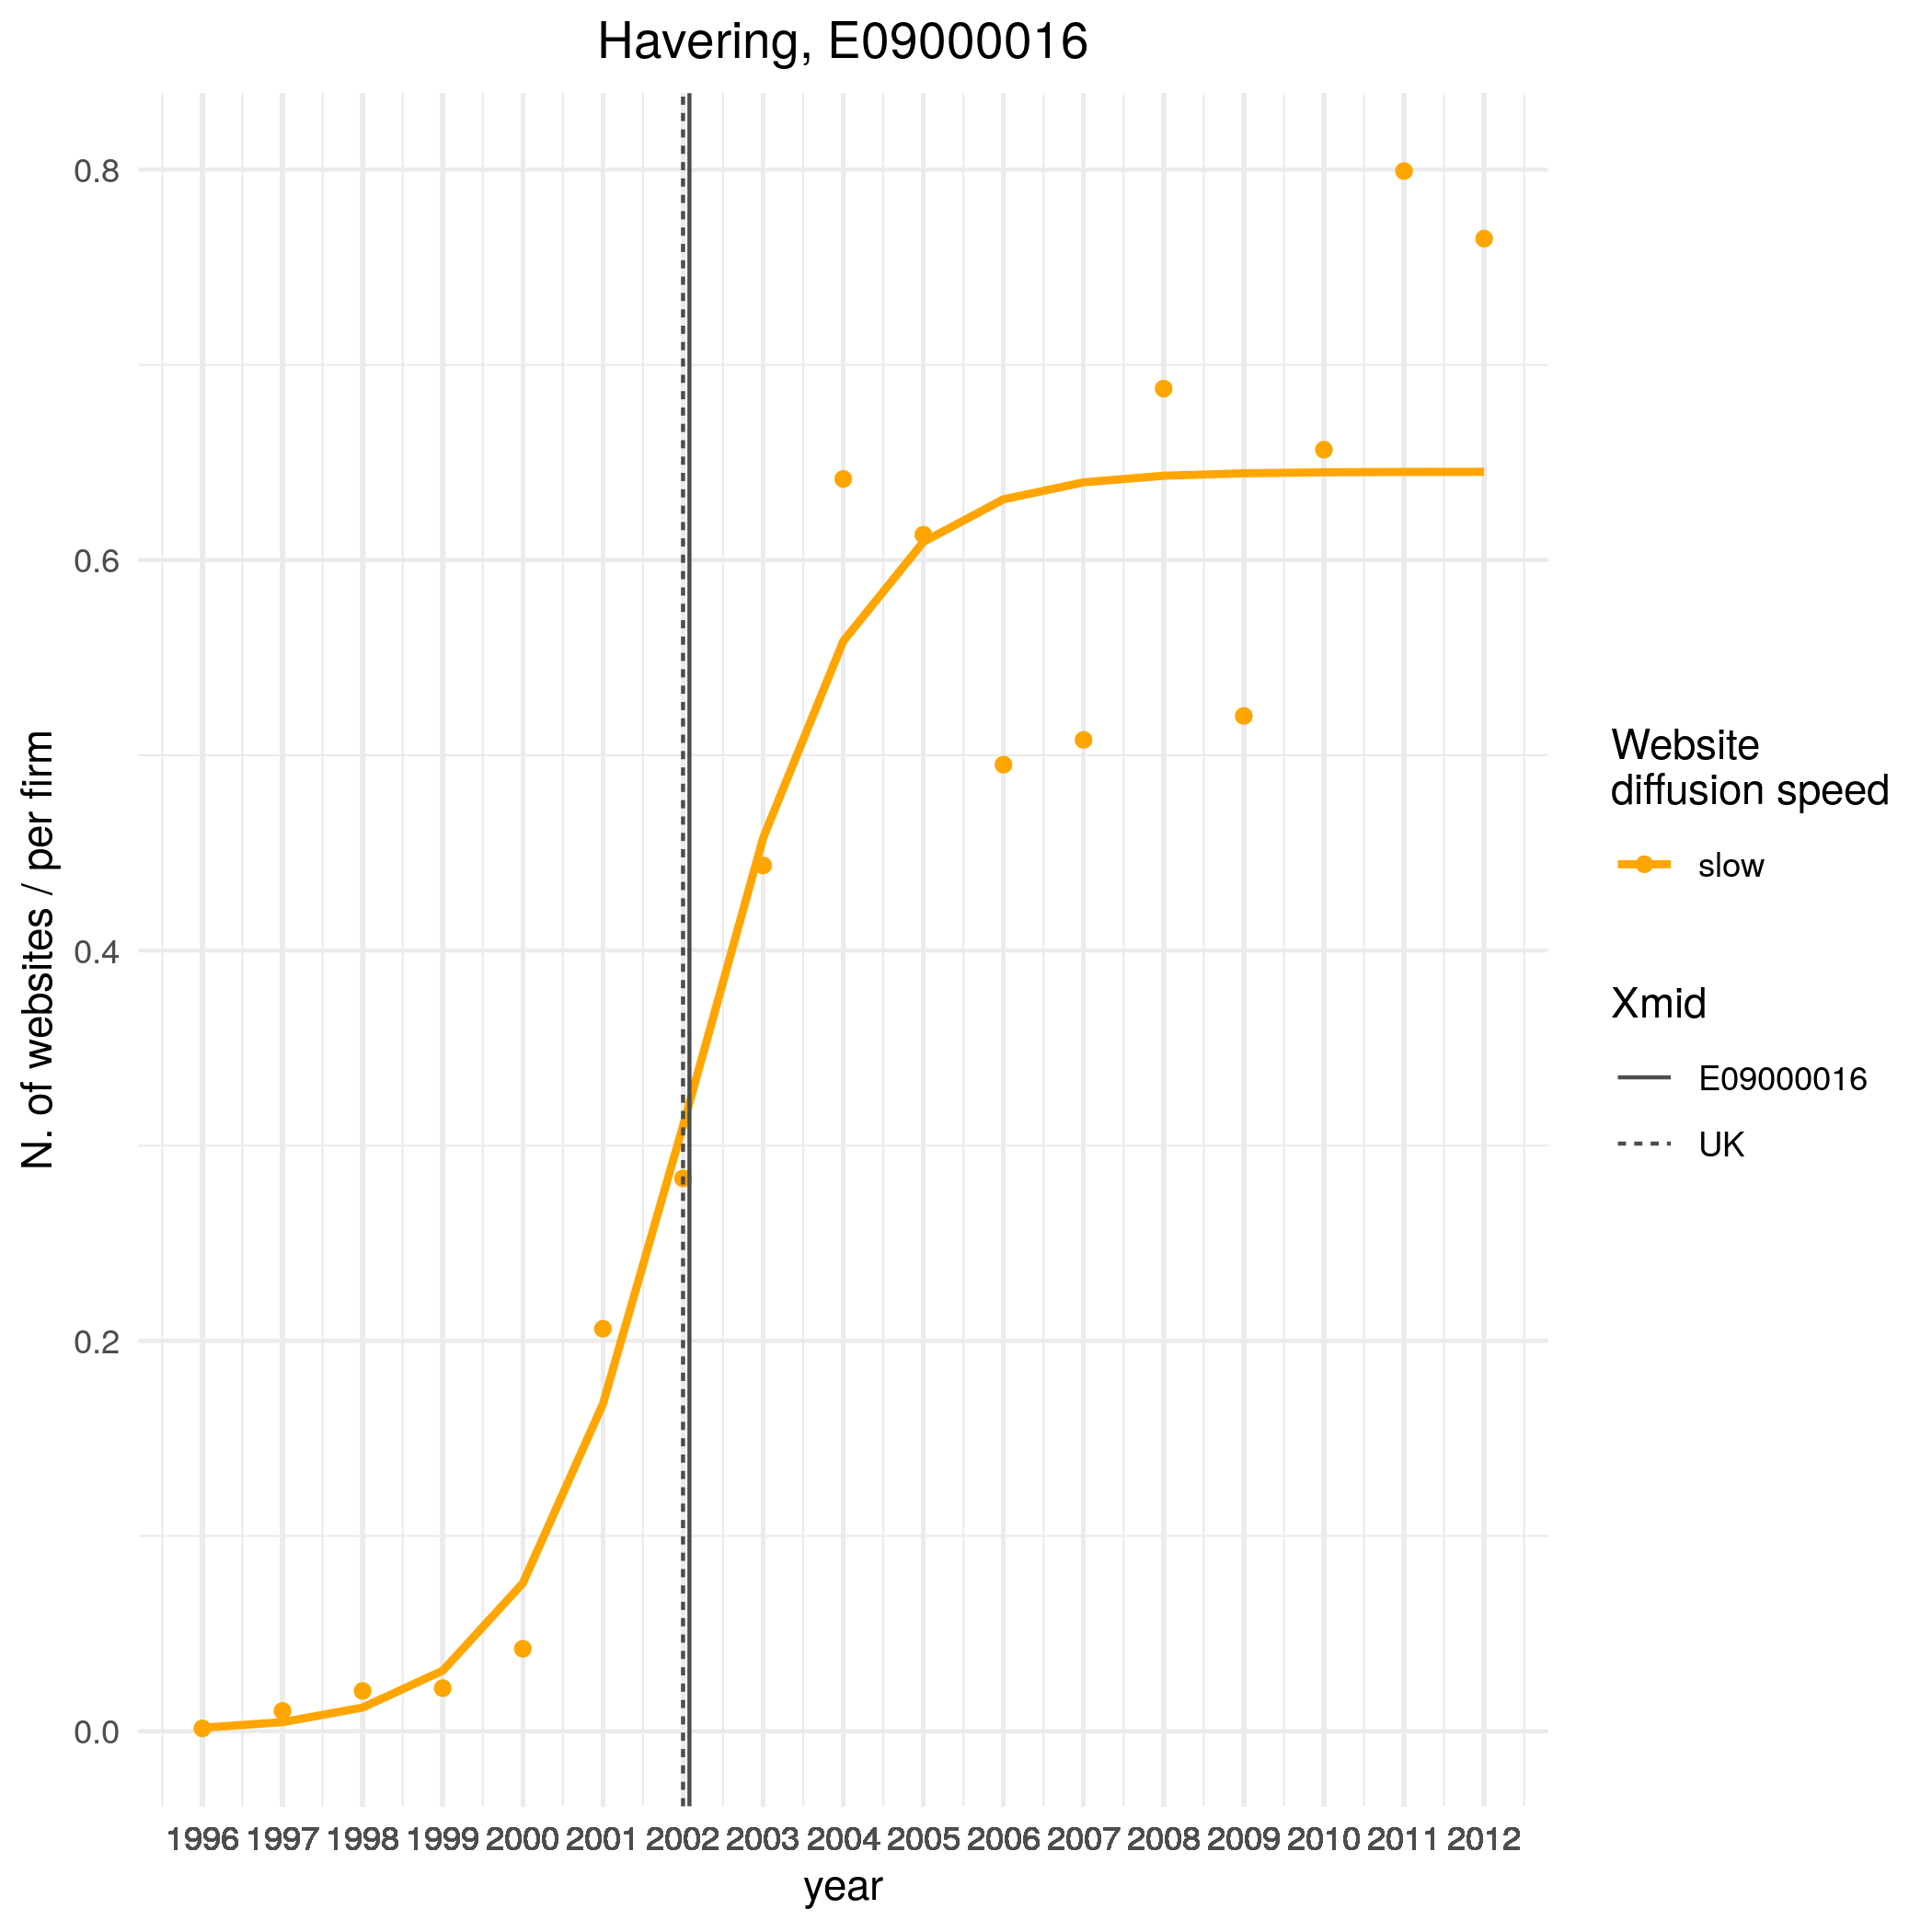 Havering, E09000016
N. of websites / per firm
0.8
0.6
0.4
0.2
0.0
1996 1997 1998 1999 2000 2001 2002 2003 2004 2005 2006 2007 2008 2009 2010 2011 2012
year
Website
diffusion speed
slow
Xmid
E09000016
UK